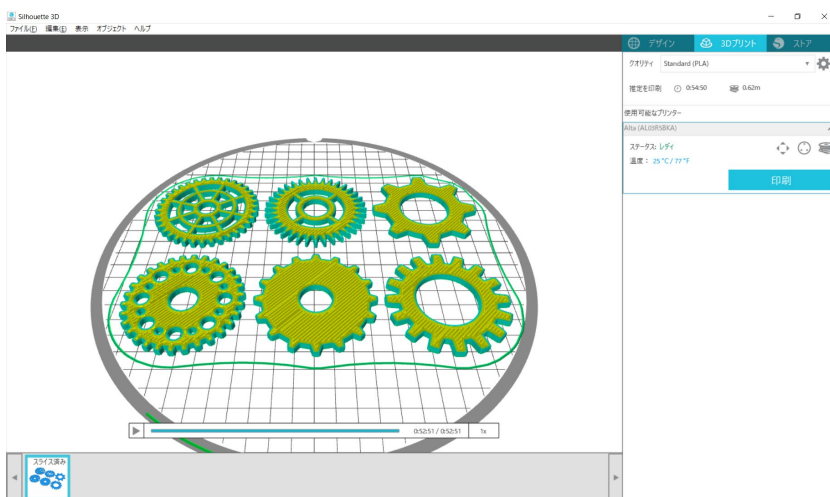 Silhouette 3D
ファイル(F) 編集(E) 表示 オブジェクト ヘルプ
デザイン 3Dプリント ストア
クオリティ Standard (PLA)
推定を印刷 0:54:50 0.62m
使用可能なプリンター
ステータス: レディ
温度： 25 °C / 77 °F
印刷
0:52:51 / 0:52:51 1x
スライス済み